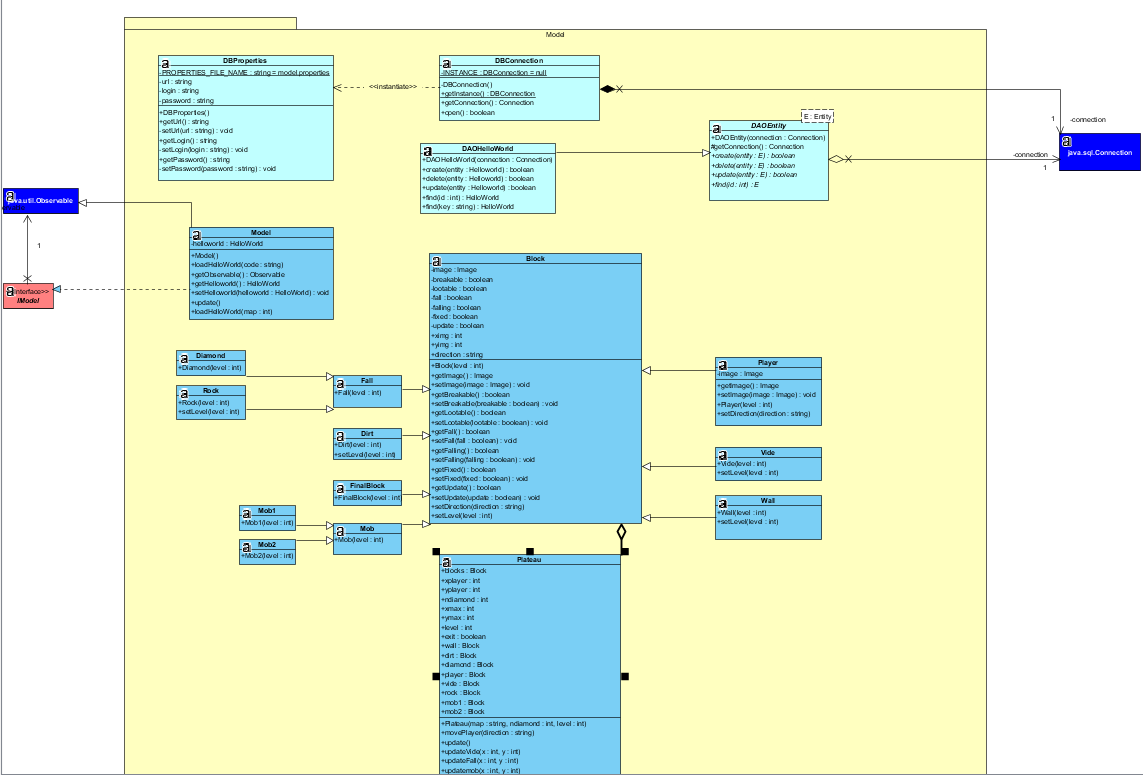 Model
DBProperties
-PROPERTIES_FILE_NAME : string = model.properties
-url : string
-login : string
-password : string
+DBProperties()
+getUrl() : string
-setUrl(url : string) : void
+getLogin() : string
-setLogin(login : string) : void
+getPassword() : string
-setPassword(password : string) : void
<<instantiate>>
DBConnection
-INSTANCE : DBConnection = null
-DBConnection()
+getInstance() : DBConnection
+getConnection() : Connection
+open() : boolean
1
-connection
java.sql.Connection
E : Entity
DAOEntity
+DAOEntity(connection : Connection)
#getConnection() : Connection
+create(entity : E) : boolean
+delete(entity : E) : boolean
+update(entity : E) : boolean
+find(id : int) : E
-connection
1
DAOHelloWorld
+DAOHelloWorld(connection : Connection)
+create(entity : Helloworld) : boolean
+delete(entity : Helloworld) : boolean
+update(entity : Helloworld) : boolean
+find(id : int) : HelloWorld
+find(key : string) : HelloWorld
java.util.Observable
1
<<Interface>>
IModel
Model
-helloworld : HelloWorld
+Model()
+loadHelloWorld(code : string)
+getObservable() : Observable
+getHelloworld() : HelloWorld
+setHelloworld(helloworld : HelloWorld) : void
+update()
+loadHelloWorld(map : int)
Block
-image : Image
-breakable : boolean
-lootable : boolean
-fall : boolean
-falling : boolean
-fixed : boolean
-update : boolean
+ximg : int
+yimg : int
+direction : string
+Block(level : int)
+getImage() : Image
+setImage(image : Image) : void
+getBreakable() : boolean
+setBreakable(breakable : boolean) : void
+getLootable() : boolean
+setLootable(lootable : boolean) : void
+getFall() : boolean
+setFall(fall : boolean) : void
+getFalling() : boolean
+setFalling(falling : boolean) : void
+getFixed() : boolean
+setFixed(fixed : boolean) : void
+getUpdate() : boolean
+setUpdate(update : boolean) : void
+setDirection(direction : string)
+setLevel(level : int)
Diamond
+Diamond(level : int)
Rock
+Rock(level : int)
+setLevel(level : int)
Fall
+Fall(level : int)
Dirt
+Dirt(level : int)
+setLevel(level : int)
FinalBlock
+FinalBlock(level : int
Mob1
+Mob1(level : int)
Mob2
+Mob2(level : int)
Mob
+Mob(level : int)
Player
-image : Image
+getImage() : Image
+setImage(image : Image) : void
+Player(level : int)
+setDirection(direction : string)
Vide
+Vide(level : int)
+setLevel(level : int)
Wall
+Wall(level : int)
+setLevel(level : int)
Plateau
+blocks : Block
+xplayer : int
+yplayer : int
+ndiamond : int
+xmax : int
+ymax : int
+level : int
+exit : boolean
+wall : Block
+dirt : Block
+diamond : Block
+player : Block
+vide : Block
+rock : Block
+mob1 : Block
+mob2 : Block
+Plateau(map : string, ndiamond : int, level : int)
+movePlayer(direction : string)
+update()
+updateVide(x : int, y : int)
+updateFall(x : int, y : int)
+updatemob(x : int, y : int)